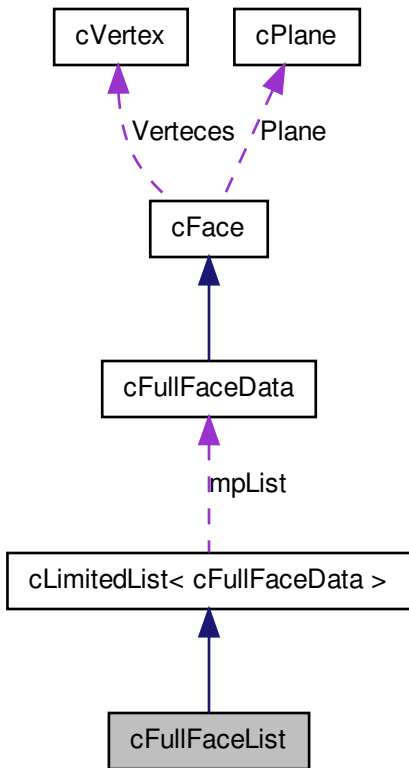 cVertex
cPlane
Verteces
Plane
cFace
cFullFaceData
mpList
cLimitedList< cFullFaceData >
cFullFaceList